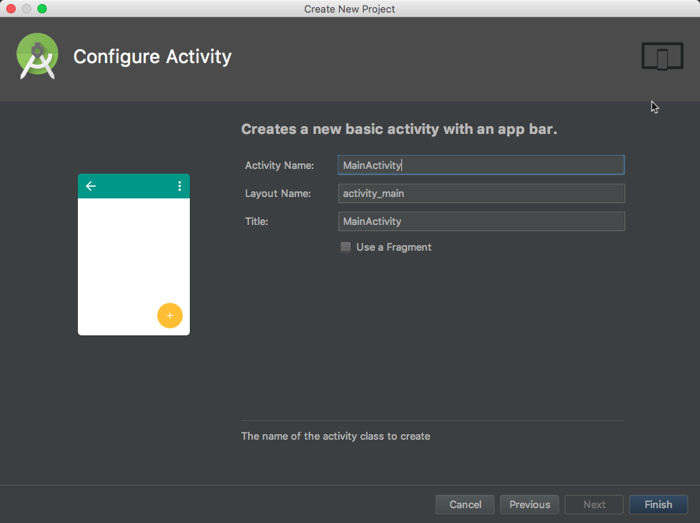 Create New Project
Configure Activity
Creates a new basic activity with an app bar.
Activity Name: MainActivity
Layout Name: activity_main
Title: MainActivity
Use a Fragment
The name of the activity class to create
Cancel Previous Next Finish